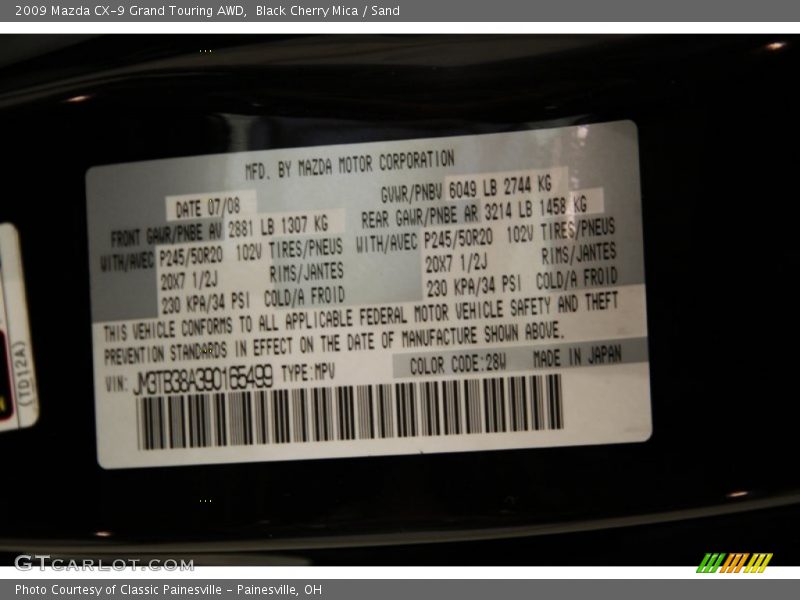 2009 Mazda CX-9 Grand Touring AWD, Black Cherry Mica / Sand
MFD. BY MAZDA MOTOR CORPORATION
DATE 07/08
GVWR/PNBV 6049 LB 2744 KG
FRONT GAWR/PNBE AV 2881 LB 1307 KG
REAR GAWR/PNBE AR 3214 LB 1458 KG
WITH/AVEC P245/50R20 102V TIRES/PNEUS
WITH/AVEC P245/50R20 102V TIRES/PNEUS
20X7 1/2J RIMS/JANTES
20X7 1/2J RIMS/JANTES
230 KPA/34 PSI COLD/A FROID
230 KPA/34 PSI COLD/A FROID
THIS VEHICLE CONFORMS TO ALL APPLICABLE FEDERAL MOTOR VEHICLE SAFETY AND THEFT
PREVENTION STANDARDS IN EFFECT ON THE DATE OF MANUFACTURE SHOWN ABOVE.
VIN: JM3TB38A390165499 TYPE:MPV
COLOR CODE:28W MADE IN JAPAN
(TD12A)
GTCARLOT.COM
Photo Courtesy of Classic Painesville - Painesville, OH